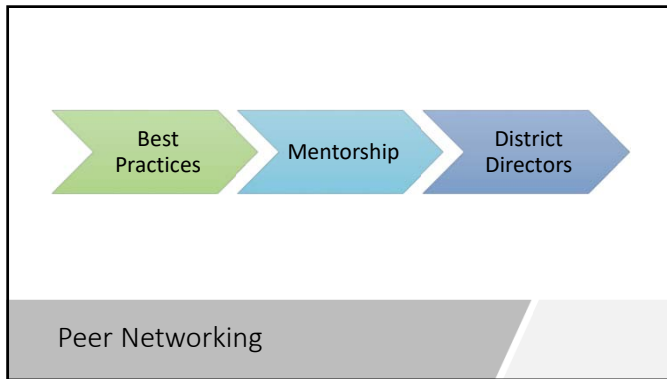 Best
Practices
Mentorship
District
Directors
Peer Networking